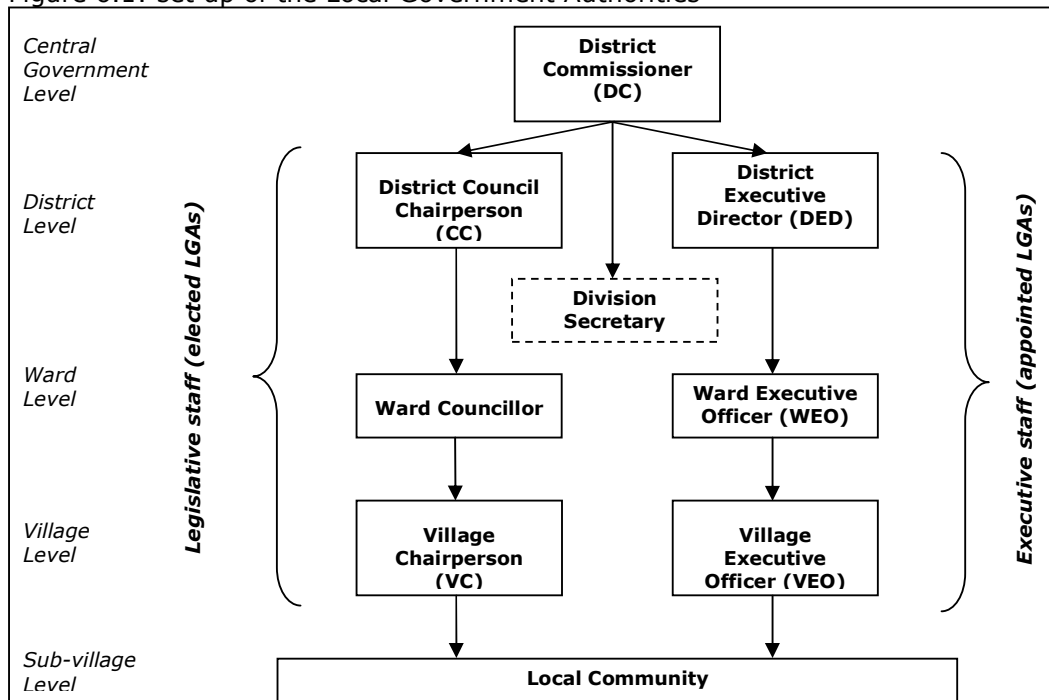 Figure 6.1: Set-up of the Local Government Authorities
Central
Government
Level
District
Commissioner
(DC)
District
Level
District Council
Chairperson
(CC)
District
Executive
Director (DED)
Division
Secretary
Legislative staff (elected LGAs)
Executive staff (appointed LGAs)
Ward
Level
Ward Councillor
Ward Executive
Officer (WEO)
Village
Level
Village
Chairperson
(VC)
Village
Executive
Officer (VEO)
Sub-village
Level
Local Community